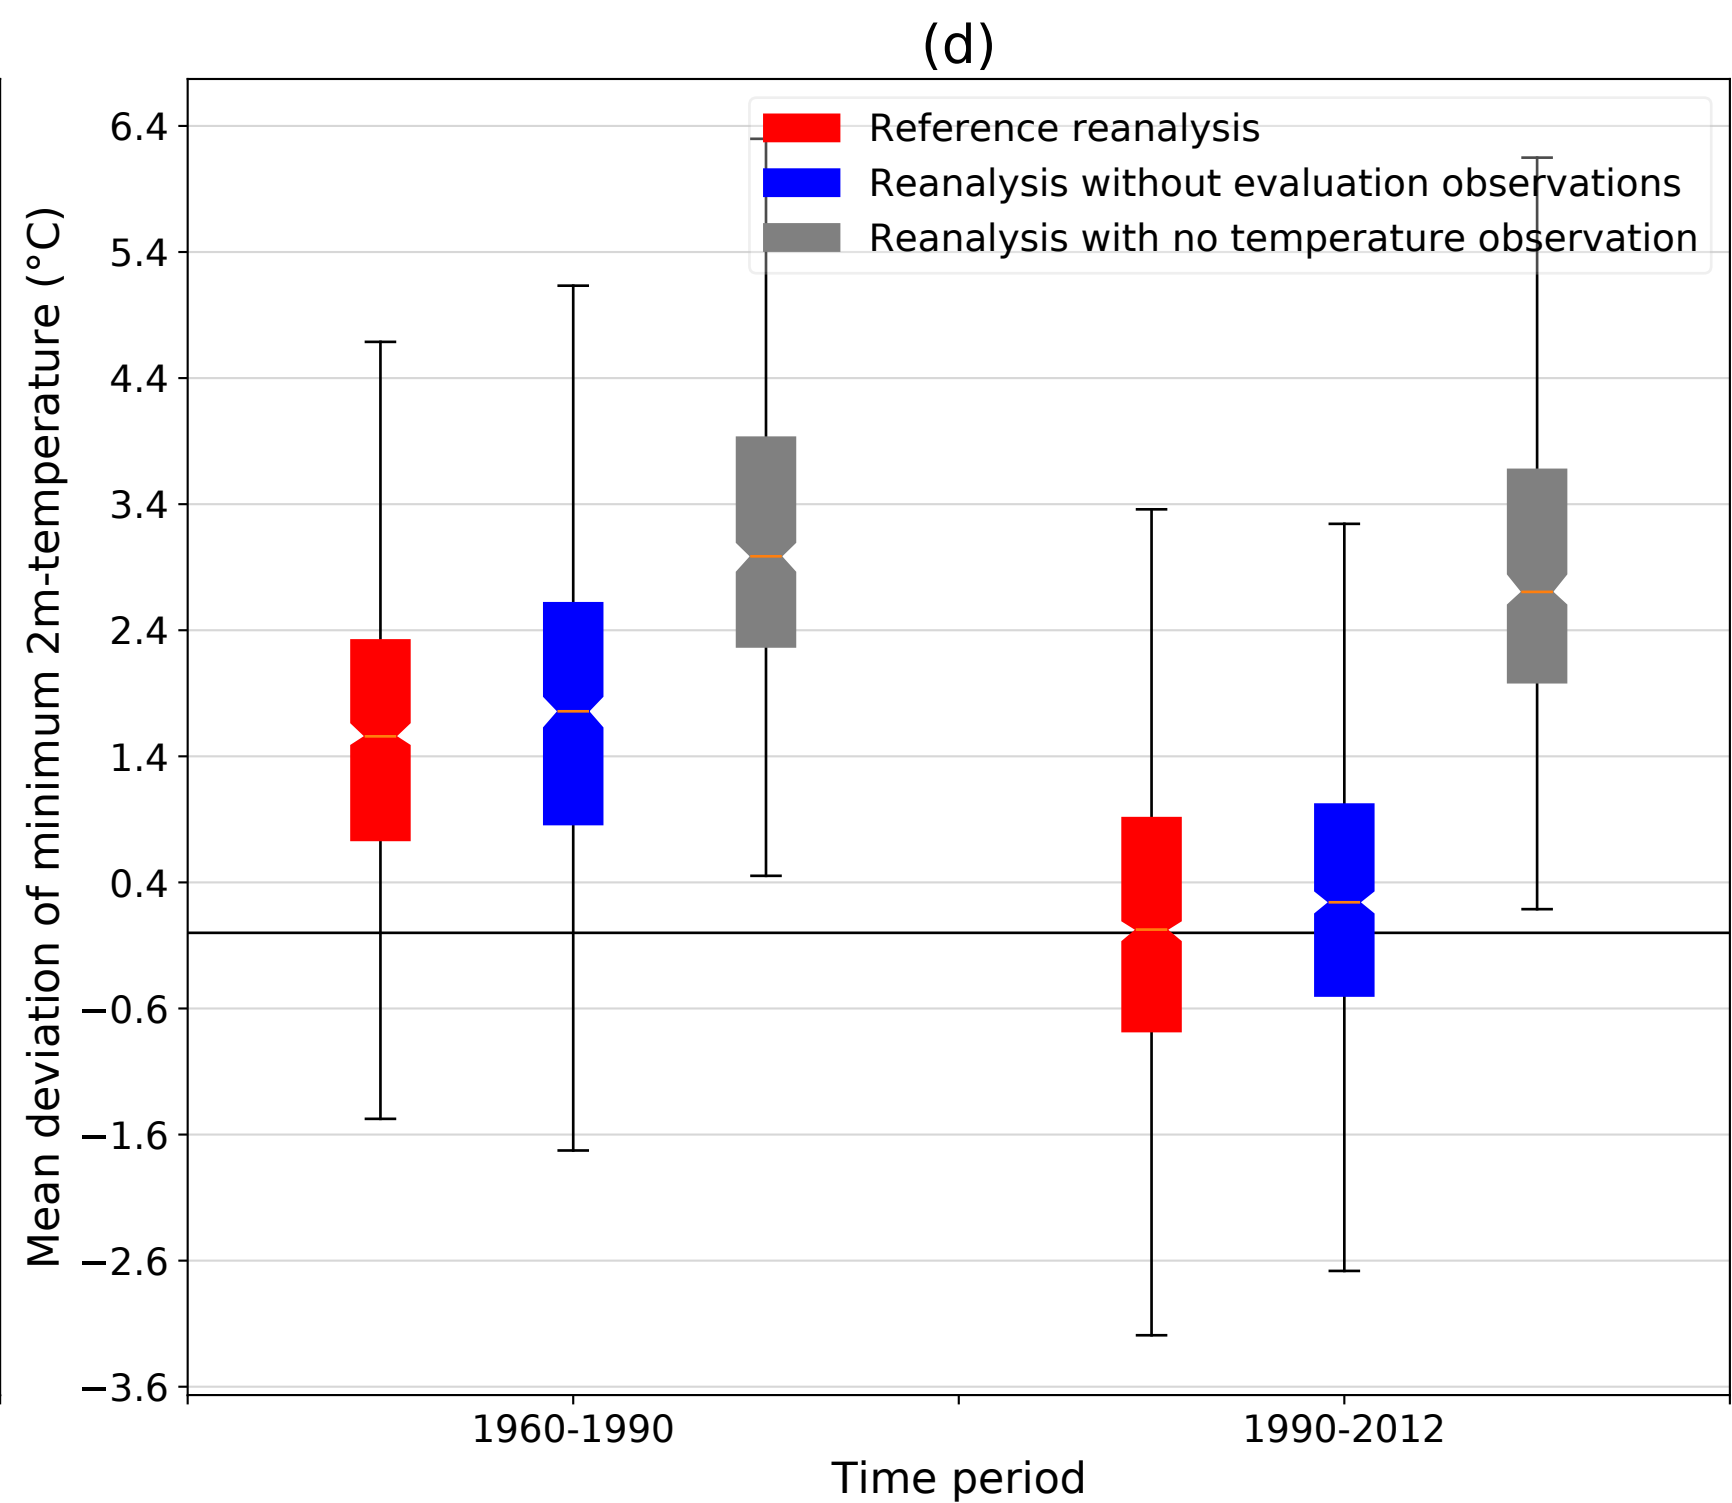 (d)
Reference reanalysis
Reanalysis without evaluation observations
Reanalysis with no temperature observation
Mean deviation of minimum 2m-temperature (°C)
6.4
5.4
4.4
3.4
2.4
1.4
0.4
−0.6
−1.6
−2.6
−3.6
1960-1990
1990-2012
Time period